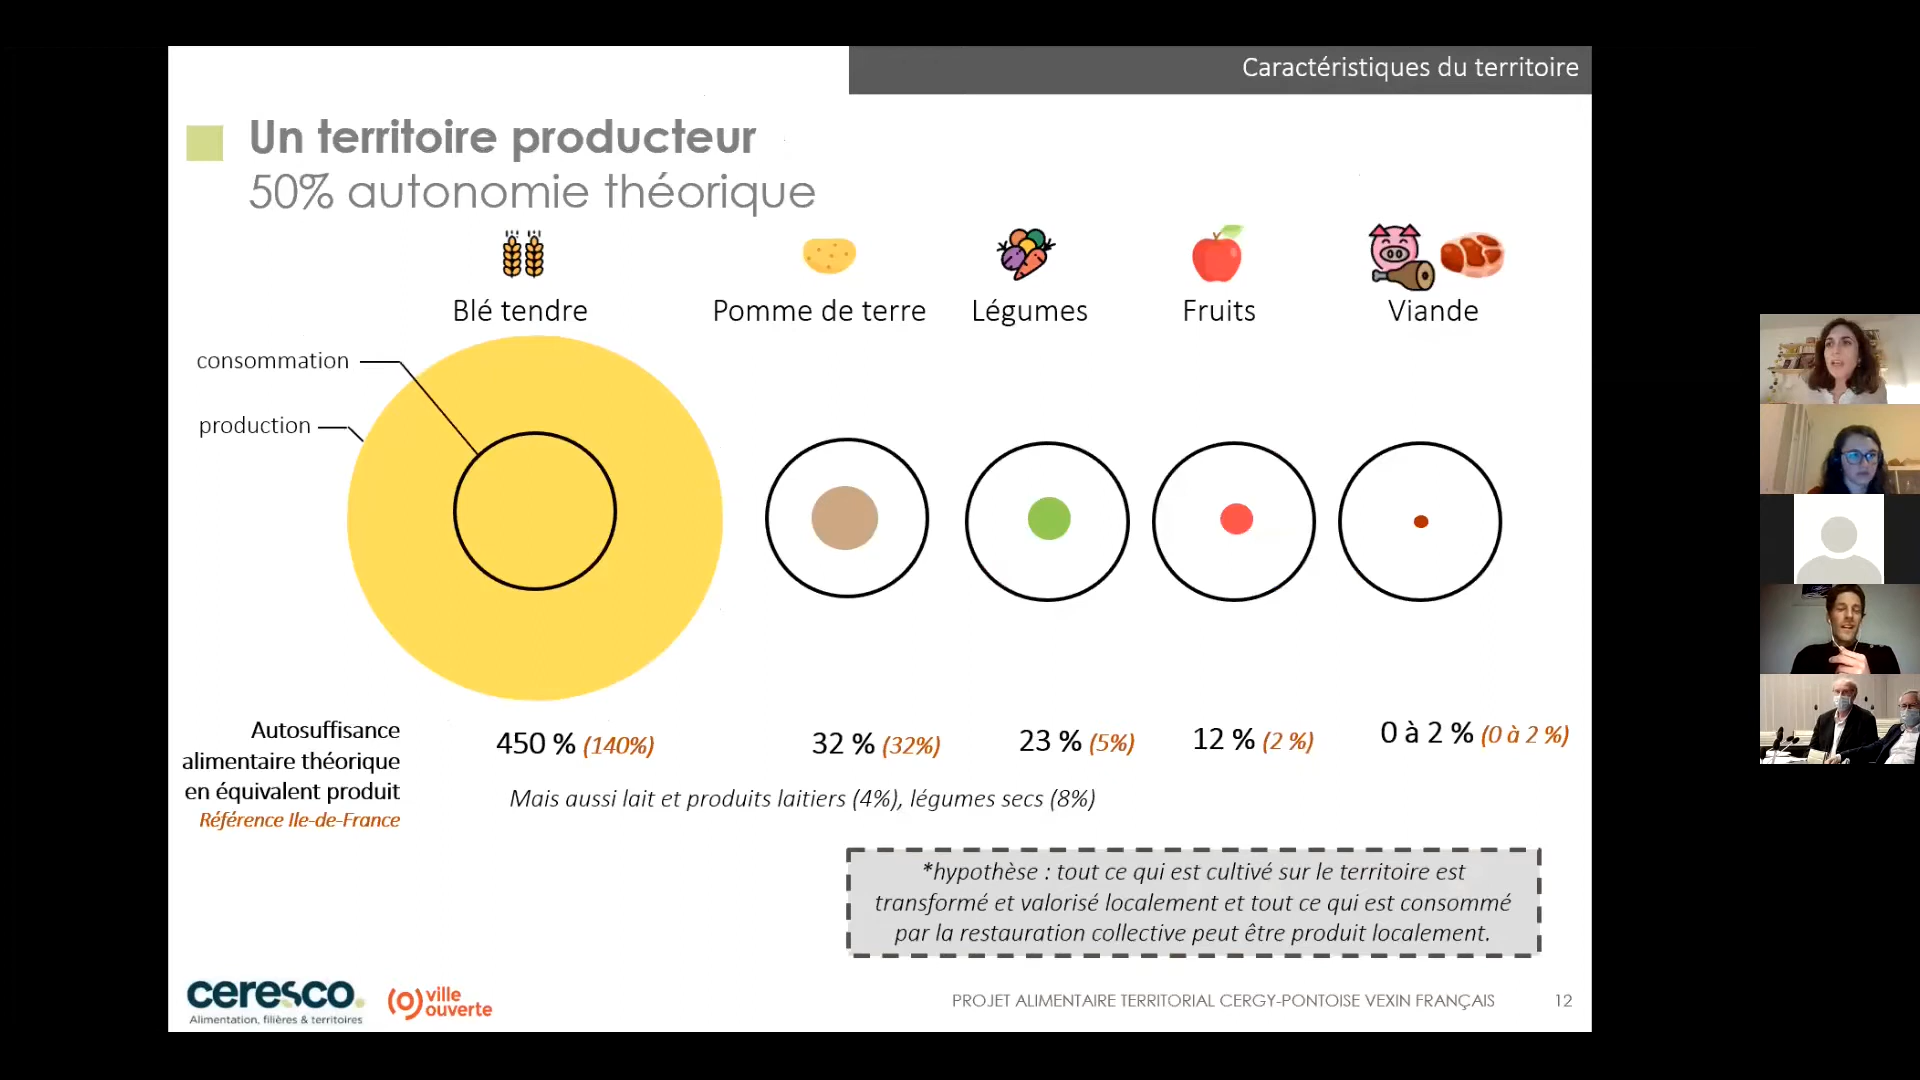 Caractéristiques du territoire
Un territoire producteur
50% autonomie théorique
Blé tendre
Pomme de terre
Légumes
Fruits
Viande
consommation
production
Autosuffisance
alimentaire théorique
en équivalent produit
Référence Ile-de-France
450 % (140%)
32 % (32%)
23 % (5%)
12 % (2 %)
0 à 2 % (0 à 2 %)
Mais aussi lait et produits laitiers (4%), légumes secs (8%)
*hypothèse : tout ce qui est cultivé sur le territoire est
transformé et valorisé localement et tout ce qui est consommé
par la restauration collective peut être produit localement.
ceresco.
Alimentation, filières & territoires
ville
ouverte
PROJET ALIMENTAIRE TERRITORIAL CERGY-PONTOISE VEXIN FRANÇAIS
12